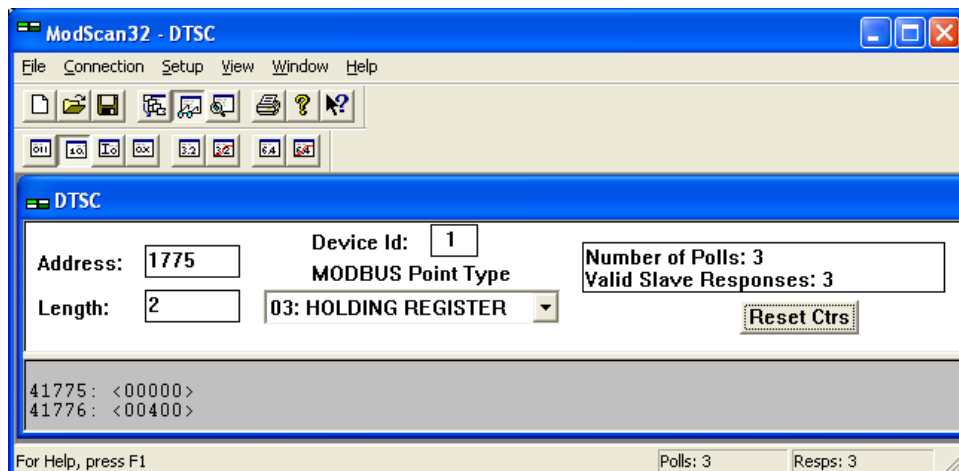 ModScan32 - DTSC
File Connection Setup View Window Help
DTSC
Address: 1775
Device Id: 1
MODBUS Point Type
Length: 2
03: HOLDING REGISTER
Number of Polls: 3
Valid Slave Responses: 3
Reset Ctrs
41775: <00000>
41776: <00400>
For Help, press F1
Polls: 3
Resps: 3